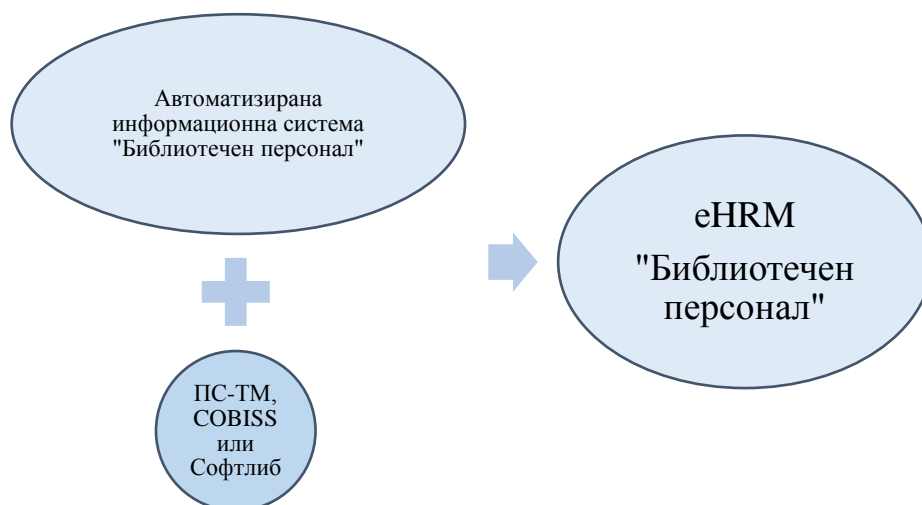 Автоматизирана
информационна система
"Библиотечен персонал"
ПС-ТМ,
COBISS
или
Софтлиб
eHRM
"Библиотечен
персонал"